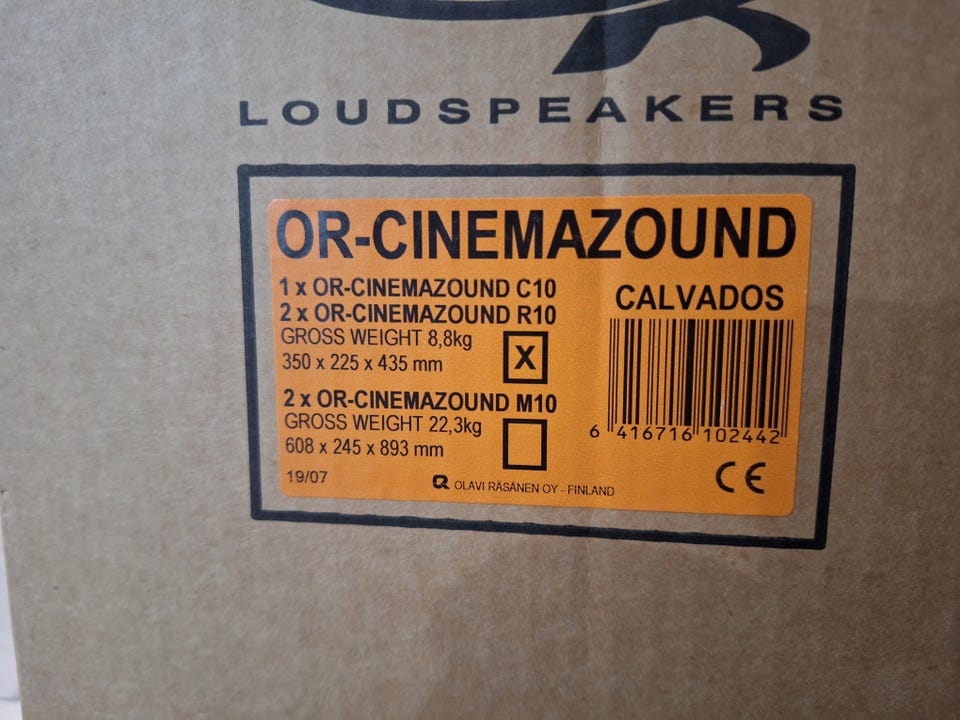 LOUDSPEAKERS
OR-CINEMAZOUND
1 x OR-CINEMAZOUND C10
2 x OR-CINEMAZOUND R10
GROSS WEIGHT 8,8kg
350 x 225 x 435 mm
X
2 x OR-CINEMAZOUND M10
GROSS WEIGHT 22,3kg
608 x 245 x 893 mm
19/07
OLAVI RÄSÄNEN OY - FINLAND
CALVADOS
6 416716 102442
CE